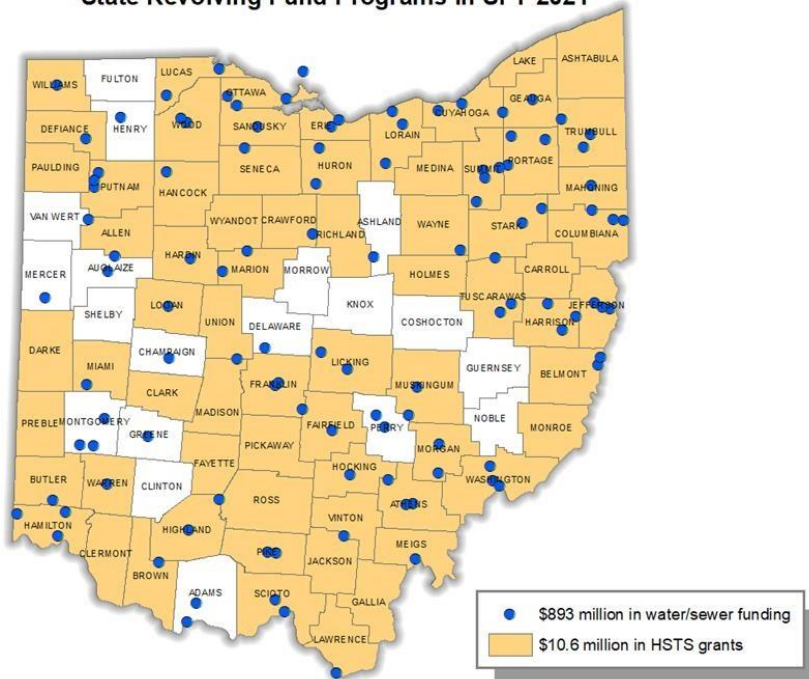 State Revolving Fund Programs in SFY 2021
WILLIAMS
FULTON
LUCAS
OTTAWA
LAKE
ASHTABULA
GEAUGA
CUYAHOGA
DEFIANCE
HENRY
WOOD
SANDUSKY
ERIE
LORAIN
TRUMBULL
PAULDING
PUTNAM
HANCOCK
SENECA
HURON
MEDINA
SUMMIT
PORTAGE
MAHONING
VAN WERT
ALLEN
WYANDOT
CRAWFORD
RICHLAND
ASHLAND
WAYNE
STARK
COLUMBIANA
MERCER
AUGLAIZE
HARDIN
MARION
MORROW
HOLMES
CARROLL
SHELBY
LOGAN
UNION
DELAWARE
KNOX
COSHOCTON
TUSCARAWAS
HARRISON
JEFFERSON
DARKE
MIAMI
CHAMPAIGN
CLARK
FRANKLIN
LICKING
MUSKINGUM
GUERNSEY
BELMONT
PREBLE
MONTGOMERY
GREENE
MADISON
PICKAWAY
FAIRFIELD
PERRY
MORGAN
NOBLE
MONROE
BUTLER
WARREN
CLINTON
FAYETTE
ROSS
HOCKING
ATHENS
WASHINGTON
HAMILTON
CLERMONT
BROWN
HIGHLAND
PIKE
VINTON
JACKSON
MEIGS
ADAMS
SCIOTO
GALLIA
LAWRENCE
$893 million in water/sewer funding
$10.6 million in HSTS grants